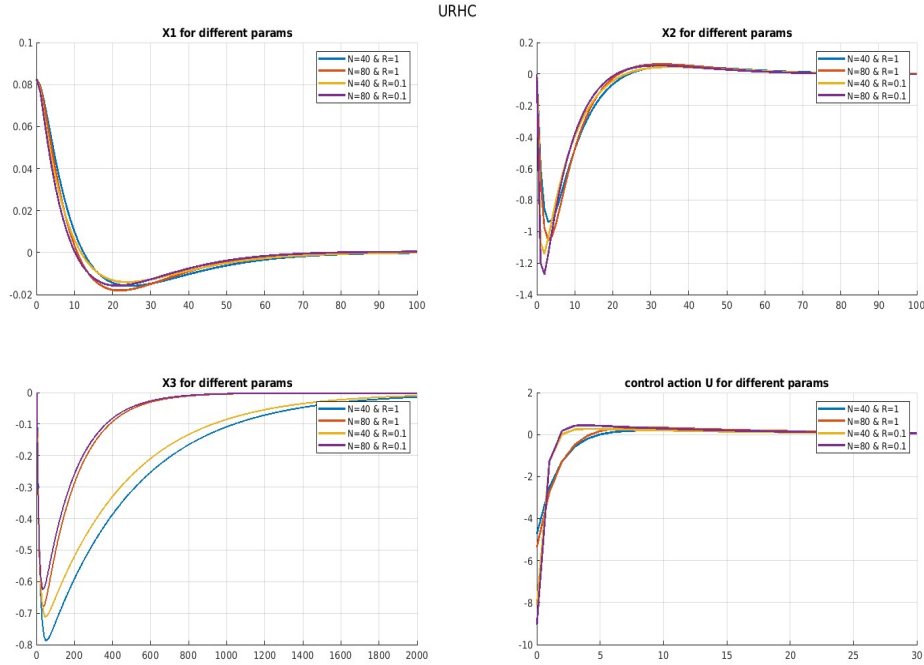 URHC
X1 for different params
0.1
0.08
0.06
0.04
0.02
0
-0.02
0 10 20 30 40 50 60 70 80 90 100
N=40 & R=1
N=80 & R=1
N=40 & R=0.1
N=80 & R=0.1
X2 for different params
0.2
0
-0.2
-0.4
-0.6
-0.8
-1
-1.2
-1.4
0 10 20 30 40 50 60 70 80 90 100
N=40 & R=1
N=80 & R=1
N=40 & R=0.1
N=80 & R=0.1
X3 for different params
0
-0.1
-0.2
-0.3
-0.4
-0.5
-0.6
-0.7
-0.8
0 200 400 600 800 1000 1200 1400 1600 1800 2000
N=40 & R=1
N=80 & R=1
N=40 & R=0.1
N=80 & R=0.1
control action U for different params
2
0
-2
-4
-6
-8
-10
0 5 10 15 20 25 30
N=40 & R=1
N=80 & R=1
N=40 & R=0.1
N=80 & R=0.1